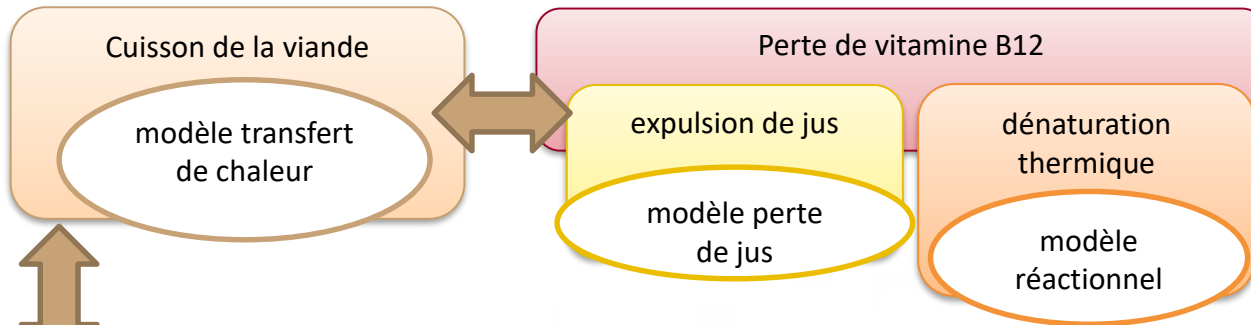 Cuisson de la viande
modèle transfert
de chaleur
Perte de vitamine B12
expulsion de jus
modèle perte
de jus
dénaturation
thermique
modèle
réactionnel